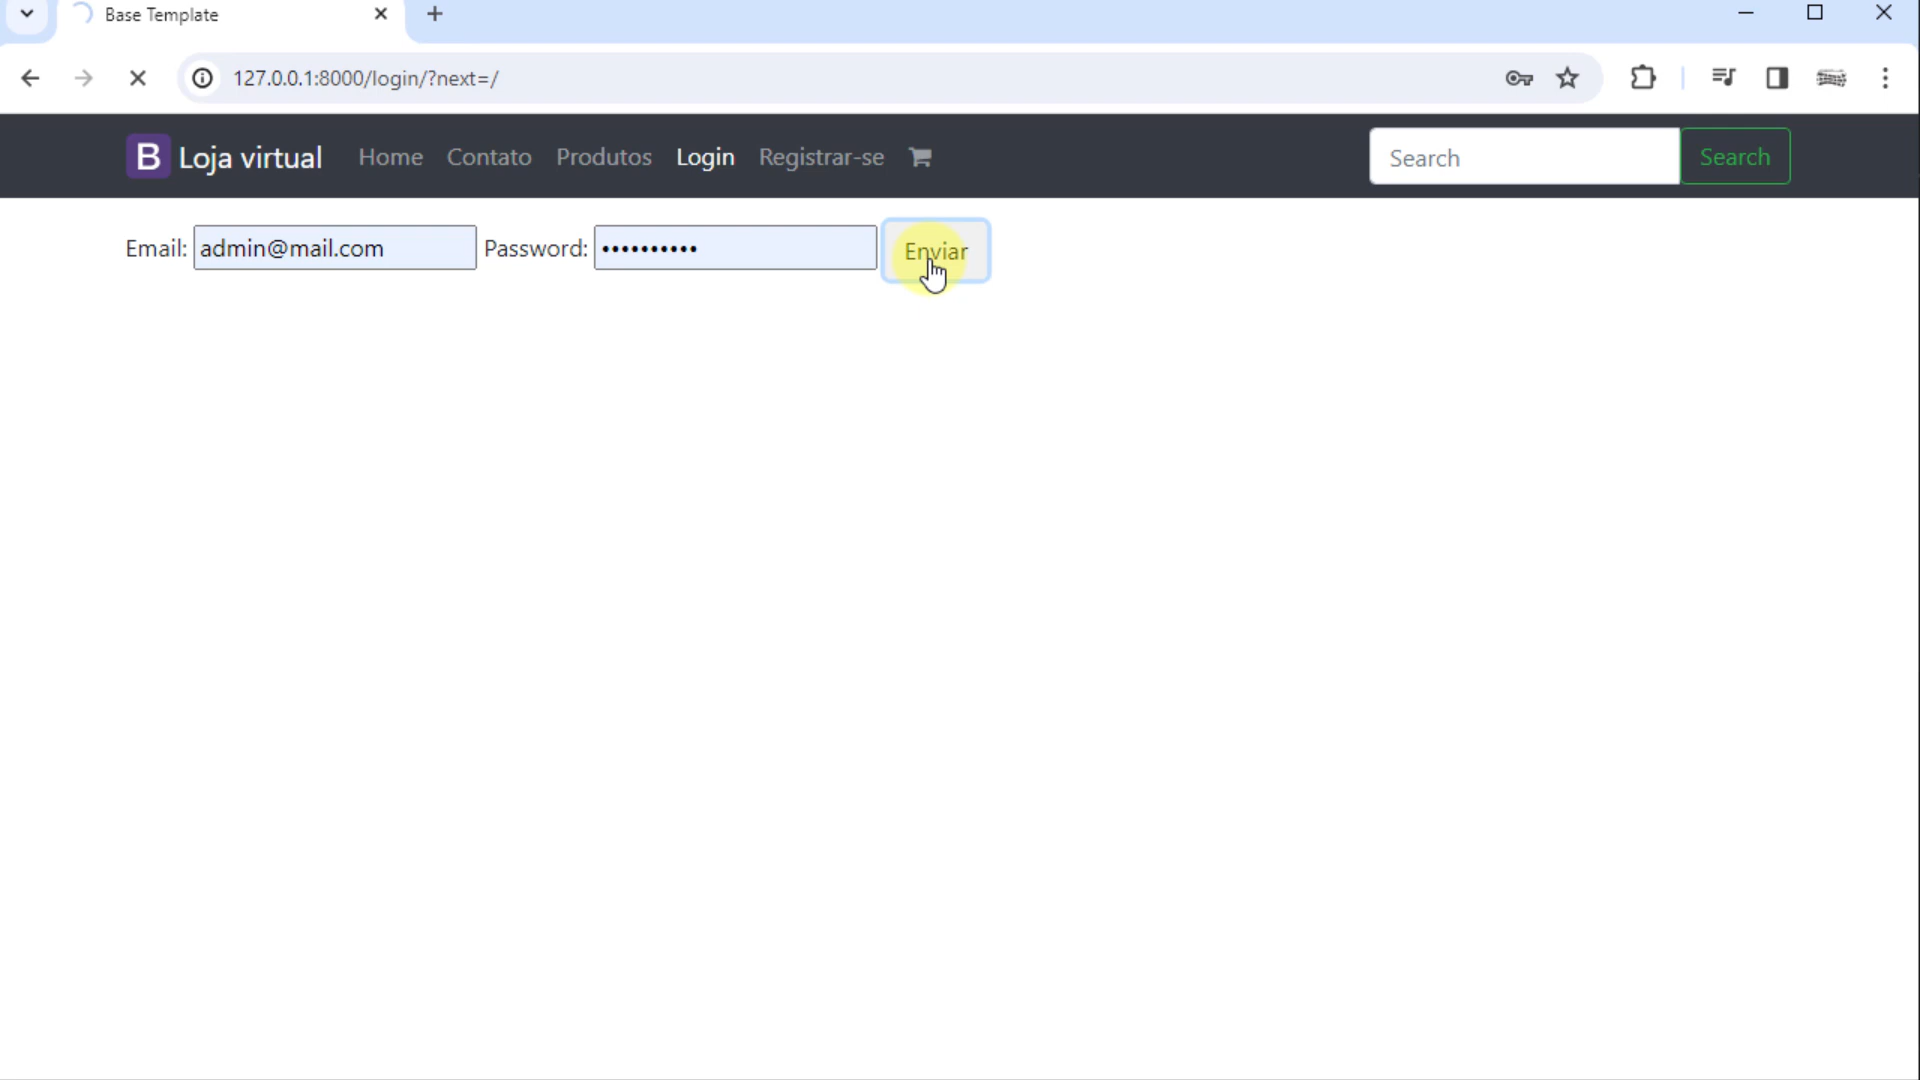 Base Template
127.0.0.1:8000/login/?next=/
B Loja virtual Home Contato Produtos Login Registrar-se Search Search
Email: admin@mail.com Password: •••••••••• Enviar